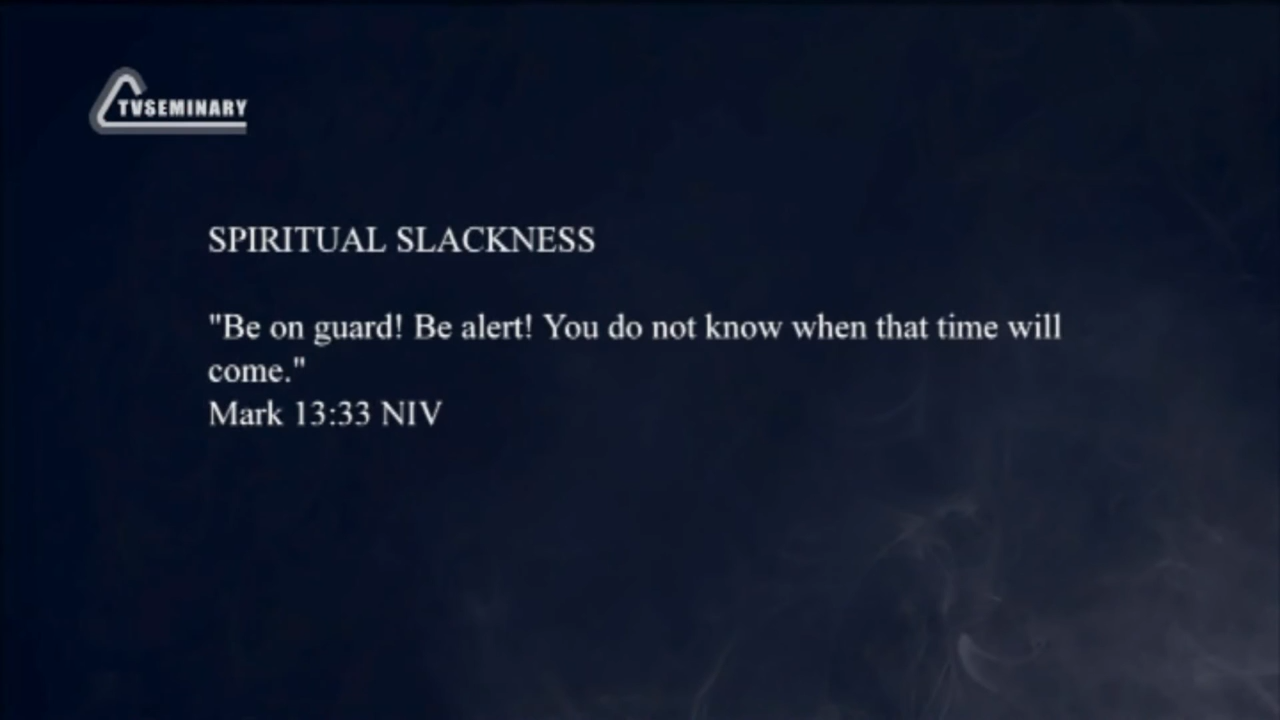 TVSEMINARY
SPIRITUAL SLACKNESS
"Be on guard! Be alert! You do not know when that time will
come."
Mark 13:33 NIV